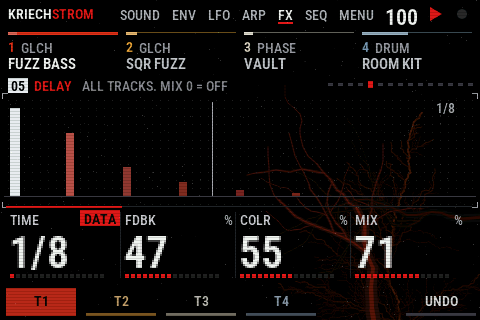 KRIECHSTROM SOUND ENV LFO ARP FX SEQ MENU 100
1 GLCH 2 GLCH 3 PHASE 4 DRUM
FUZZ BASS SQR FUZZ VAULT ROOM KIT
05 DELAY ALL TRACKS. MIX 0 = OFF
1/8
TIME DATA FDBK % COLR % MIX %
1/8 47 55 71
T1 T2 T3 T4 UNDO